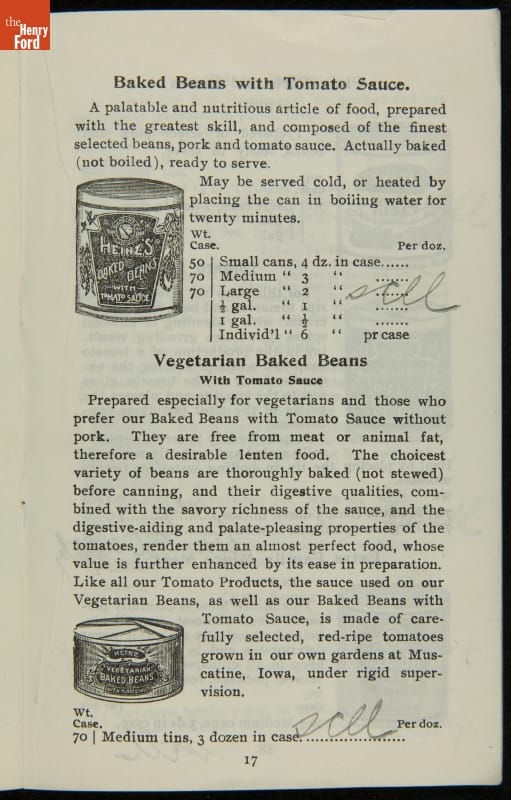 the
Henry
Ford
Baked Beans with Tomato Sauce.
A palatable and nutritious article of food, prepared
with the greatest skill, and composed of the finest
selected beans, pork and tomato sauce. Actually baked
(not boiled), ready to serve.
May be served cold, or heated by
placing the can in boiling water for
twenty minutes.
HEINZ'S
BAKED BEANS
WITH
TOMATO SAUCE
Wt.
Case. Per doz.
50 | Small cans, 4 dz. in case......
70 | Medium " 3 " ......
70 | Large " 2 " ......
½ gal. " 1 " ......
1 gal. " ½ " ......
Individ'l " 6 " pr case
Vegetarian Baked Beans
With Tomato Sauce
Prepared especially for vegetarians and those who
prefer our Baked Beans with Tomato Sauce without
pork. They are free from meat or animal fat,
therefore a desirable lenten food. The choicest
variety of beans are thoroughly baked (not stewed)
before canning, and their digestive qualities, com-
bined with the savory richness of the sauce, and the
digestive-aiding and palate-pleasing properties of the
tomatoes, render them an almost perfect food, whose
value is further enhanced by its ease in preparation.
Like all our Tomato Products, the sauce used on our
Vegetarian Beans, as well as our Baked Beans with
Tomato Sauce, is made of care-
fully selected, red-ripe tomatoes
grown in our own gardens at Mus-
catine, Iowa, under rigid super-
vision.
HEINZ
VEGETARIAN
BAKED BEANS
Wt.
Case. Per doz.
70 | Medium tins, 3 dozen in case......................
17